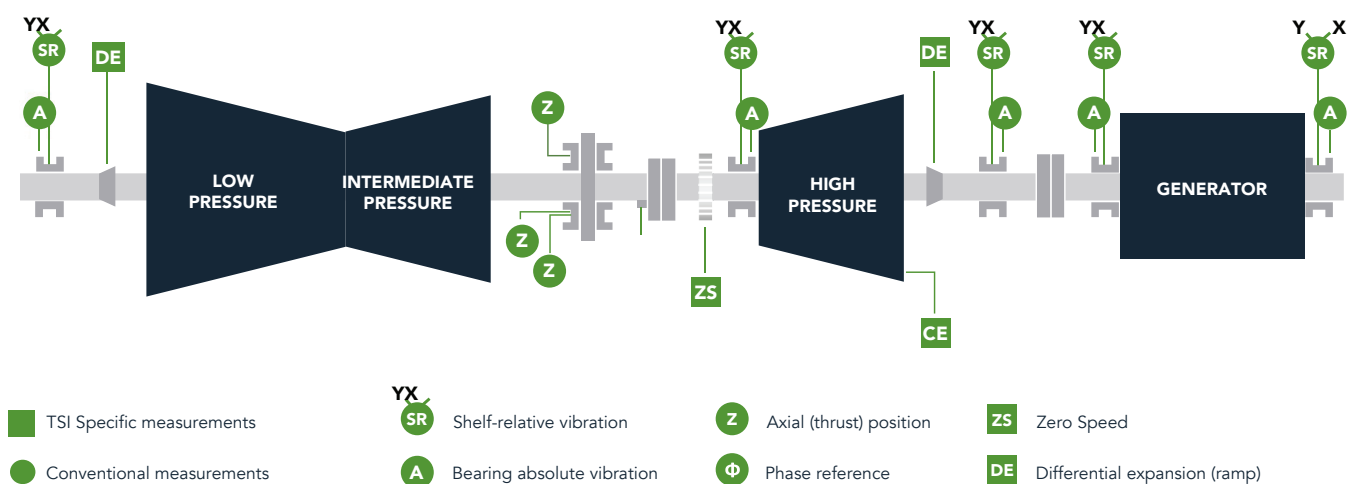 YX
SR
DE
A
LOW
PRESSURE
INTERMEDIATE
PRESSURE
Z
Z
Z
ZS
YX
SR
A
HIGH
PRESSURE
DE
CE
YX
SR
A
YX
SR
A
GENERATOR
Y X
SR
A
TSI Specific measurements
YX
SR Shelf-relative vibration
Z Axial (thrust) position
ZS Zero Speed
Conventional measurements
A Bearing absolute vibration
Φ Phase reference
DE Differential expansion (ramp)